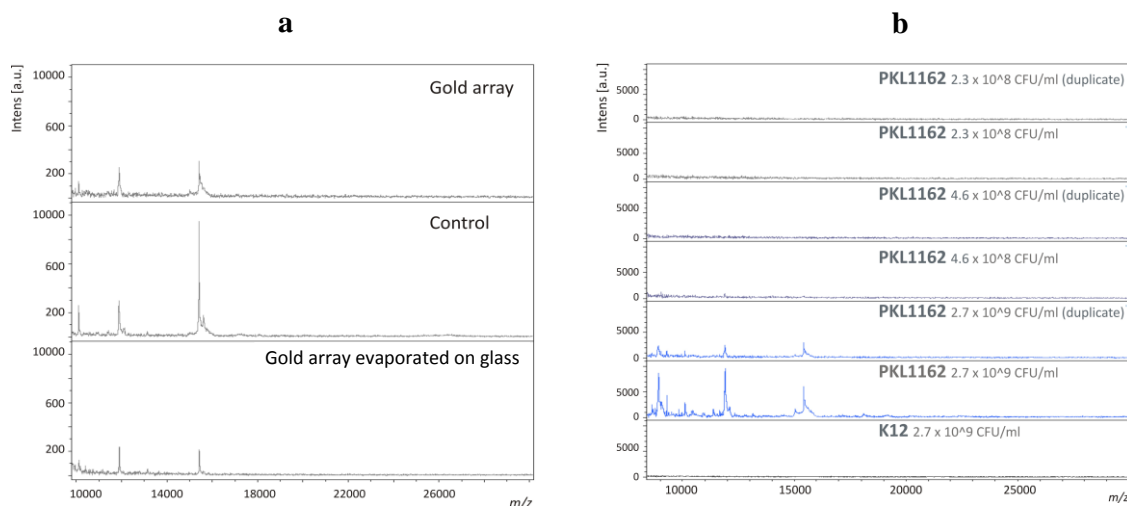 a
Intens [a.u.]
10000
600
200
Gold array
10000
600
200
Control
10000
600
200
Gold array evaporated on glass
10000 14000 18000 22000 26000
m/z
b
Intens [a.u.]
5000
0
PKL1162 2.3 x 10^8 CFU/ml (duplicate)
5000
0
PKL1162 2.3 x 10^8 CFU/ml
5000
0
PKL1162 4.6 x 10^8 CFU/ml (duplicate)
5000
0
PKL1162 4.6 x 10^8 CFU/ml
5000
0
PKL1162 2.7 x 10^9 CFU/ml (duplicate)
5000
0
PKL1162 2.7 x 10^9 CFU/ml
5000
0
K12 2.7 x 10^9 CFU/ml
10000 15000 20000 25000
m/z